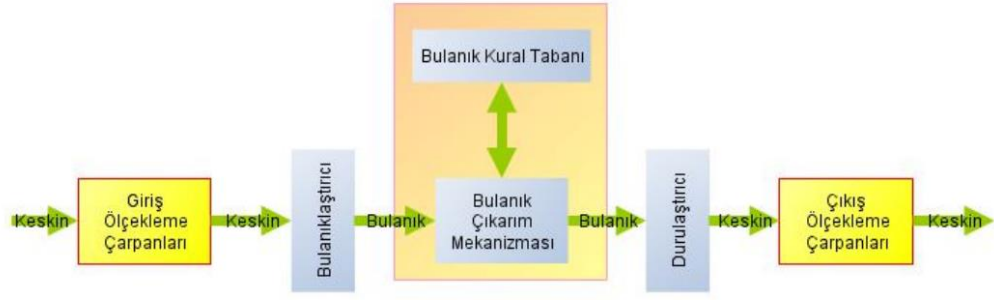 Bulanık Kural Tabanı
Keskin
Giriş
Ölçekleme
Çarpanları
Keskin
Bulanıklaştırıcı
Bulanık
Bulanık
Çıkarım
Mekanizması
Bulanık
Durulaştırıcı
Keskin
Çıkış
Ölçekleme
Çarpanları
Keskin